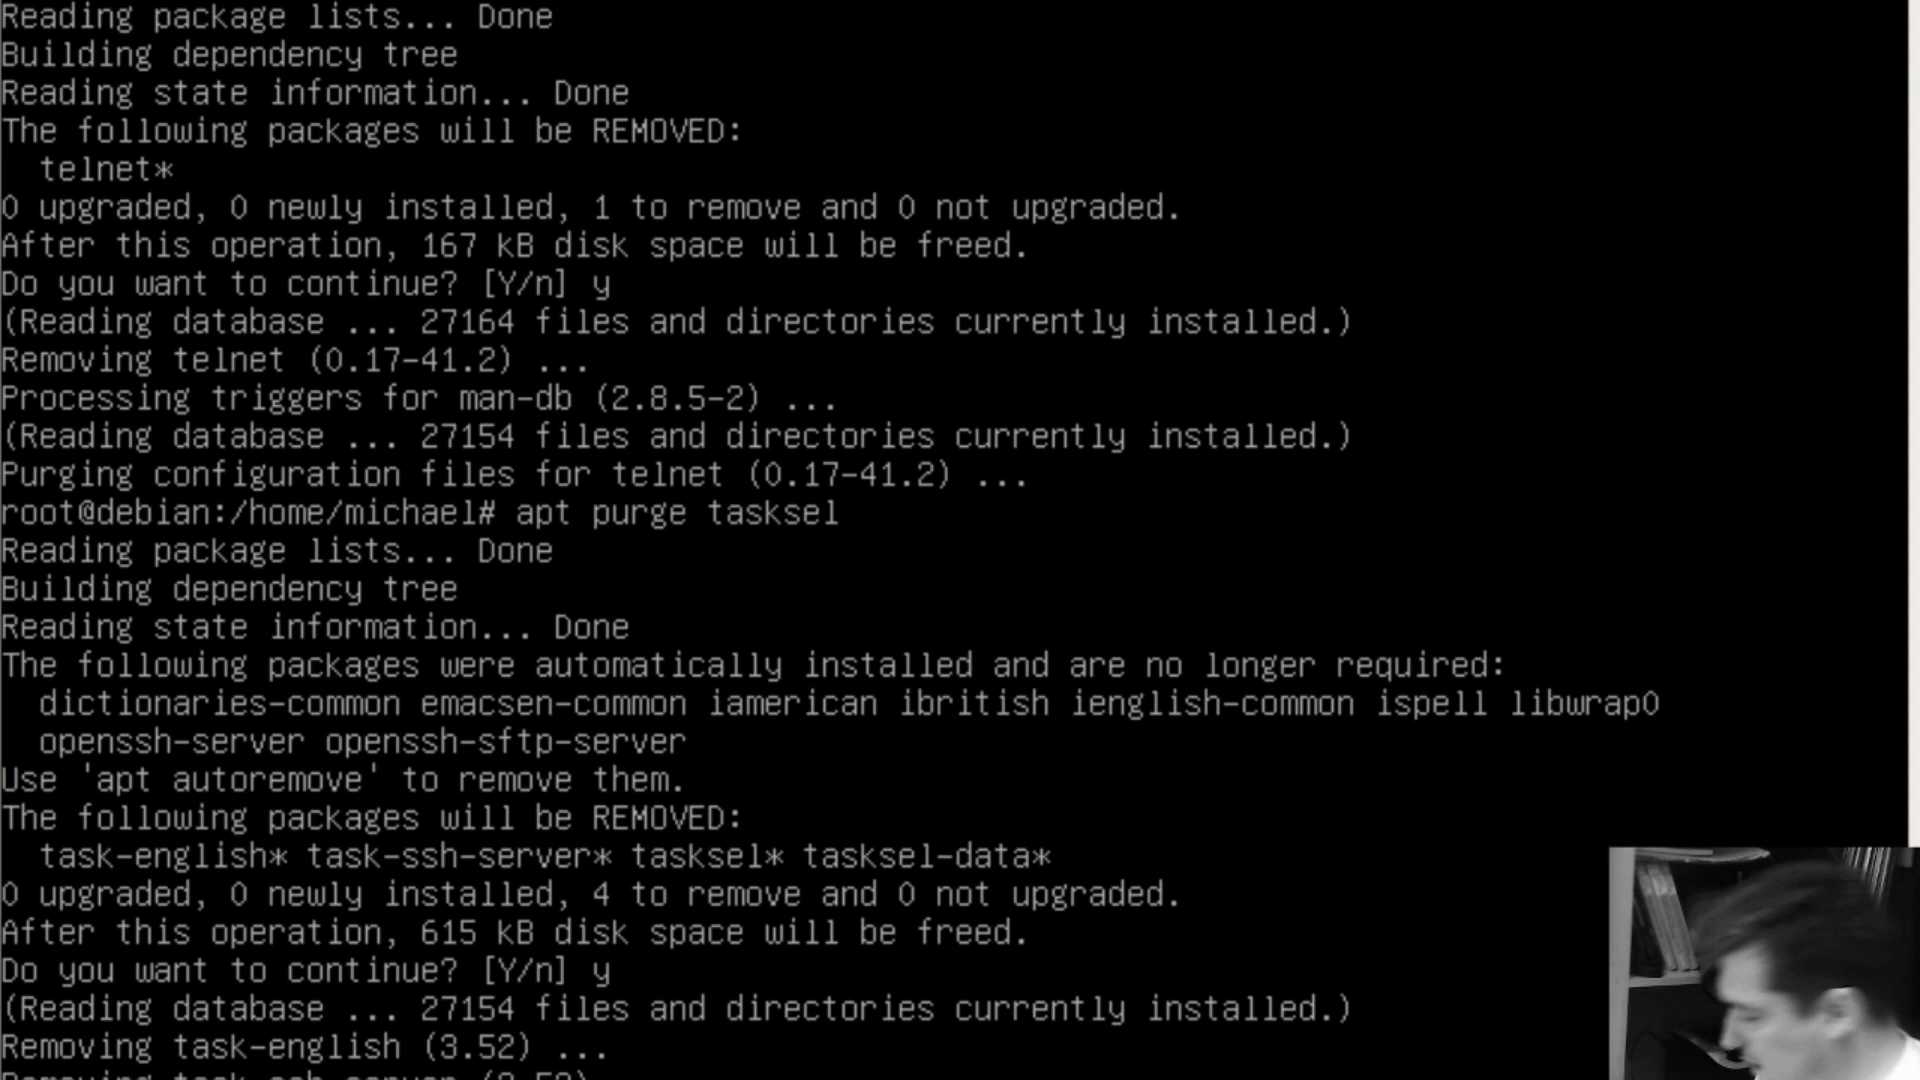 Reading package lists... Done
Building dependency tree
Reading state information... Done
The following packages will be REMOVED:
  telnet*
0 upgraded, 0 newly installed, 1 to remove and 0 not upgraded.
After this operation, 167 kB disk space will be freed.
Do you want to continue? [Y/n] y
(Reading database ... 27164 files and directories currently installed.)
Removing telnet (0.17-41.2) ...
Processing triggers for man-db (2.8.5-2) ...
(Reading database ... 27154 files and directories currently installed.)
Purging configuration files for telnet (0.17-41.2) ...
root@debian:/home/michael# apt purge tasksel
Reading package lists... Done
Building dependency tree
Reading state information... Done
The following packages were automatically installed and are no longer required:
  dictionaries-common emacsen-common iamerican ibritish ienglish-common ispell libwrap0
  openssh-server openssh-sftp-server
Use 'apt autoremove' to remove them.
The following packages will be REMOVED:
  task-english* task-ssh-server* tasksel* tasksel-data*
0 upgraded, 0 newly installed, 4 to remove and 0 not upgraded.
After this operation, 615 kB disk space will be freed.
Do you want to continue? [Y/n] y
(Reading database ... 27154 files and directories currently installed.)
Removing task-english (3.52) ...
Removing task-ssh-server (3.52)